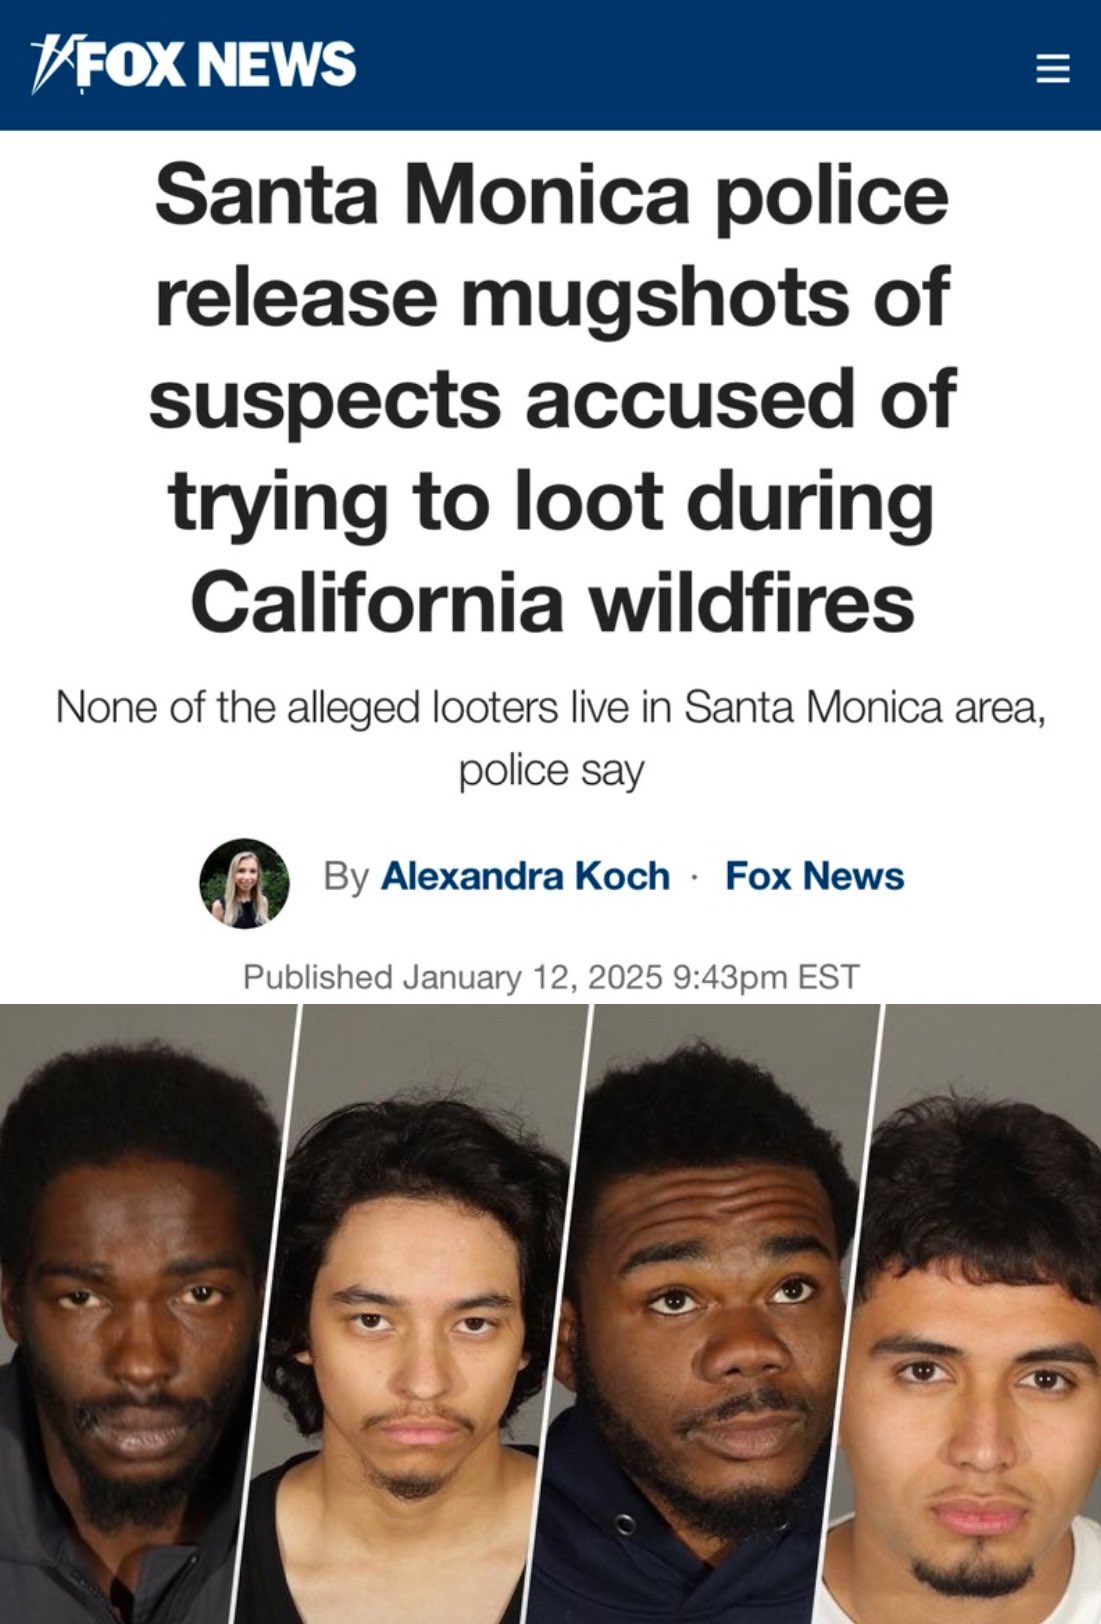 FOX NEWS
Santa Monica police
release mugshots of
suspects accused of
trying to loot during
California wildfires
None of the alleged looters live in Santa Monica area,
police say
By Alexandra Koch · Fox News
Published January 12, 2025 9:43pm EST